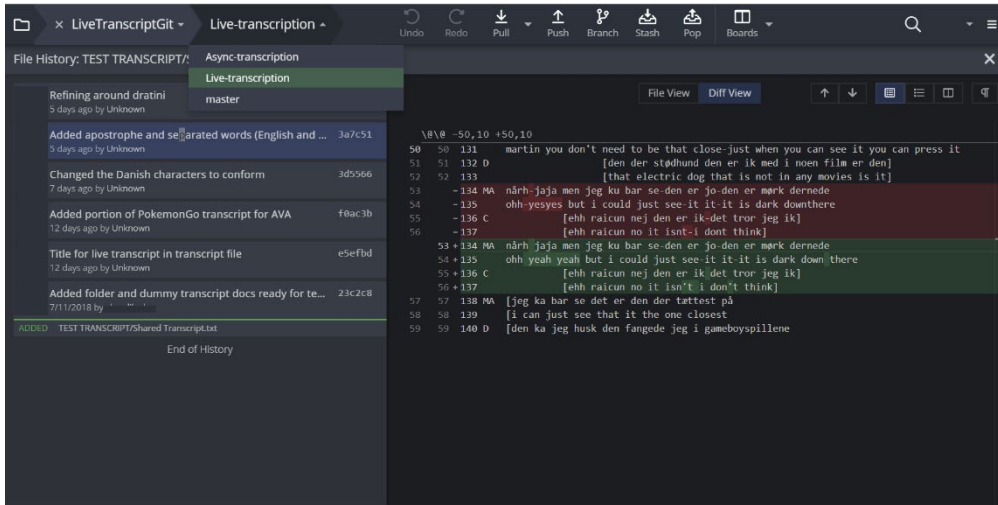 LiveTranscriptGit
Live-transcription
Undo
Redo
Pull
Push
Branch
Stash
Pop
Boards
File History: TEST TRANSCRIPT/
Async-transcription
Live-transcription
master
Refining around dratini
5 days ago by Unknown
Added apostrophe and se arated words (English and ... 3a7c51
5 days ago by Unknown
Changed the Danish characters to conform 3d5566
7 days ago by Unknown
Added portion of PokemonGo transcript for AVA f0ac3b
12 days ago by Unknown
Title for live transcript in transcript file e5efbd
12 days ago by Unknown
Added folder and dummy transcript docs ready for te... 23c2c8
7/11/2018 by
ADDED TEST TRANSCRIPT/Shared Transcript.txt
End of History
File View Diff View
\@\@ -50,10 +50,10
50 50 131 martin you don't need to be that close-just when you can see it you can press it
51 51 132 D [den der stødhund den er ik med i noen film er den]
52 52 133 [that electric dog that is not in any movies is it]
53 -134 MA nårh-jaja men jeg ku bar se-den er jo-den er mørk dernede
54 -135 ohh-yesyes but i could just see-it it-it is dark downthere
55 -136 C [ehh raicun nej den er ik-det tror jeg ik]
56 -137 [ehh raicun no it isnt-i dont think]
53 +134 MA nårh jaja men jeg ku bar se-den er jo-den er mørk dernede
54 +135 ohh yeah yeah but i could just see-it it-it is dark down there
55 +136 C [ehh raicun nej den er ik det tror jeg ik]
56 +137 [ehh raicun no it isn't i don't think]
57 57 138 MA [jeg ka bar se det er den der tættest på
58 58 139 [i can just see that it the one closest
59 59 140 D [den ka jeg husk den fangede jeg i gameboyspillene